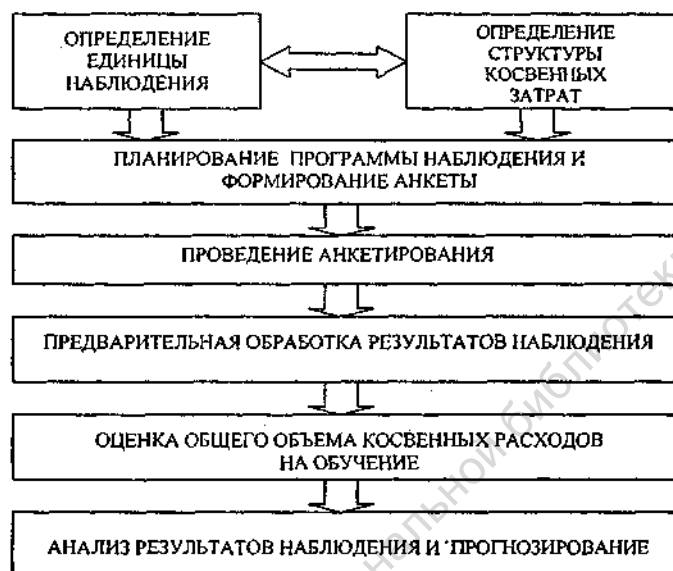 ОПРЕДЕЛЕНИЕ
ЕДИНИЦЫ
НАБЛЮДЕНИЯ
ОПРЕДЕЛЕНИЕ
СТРУКТУРЫ
КОСВЕННЫХ
ЗАТРАТ
ПЛАНИРОВАНИЕ ПРОГРАММЫ НАБЛЮДЕНИЯ И
ФОРМИРОВАНИЕ АНКЕТЫ
ПРОВЕДЕНИЕ АНКЕТИРОВАНИЯ
ПРЕДВАРИТЕЛЬНАЯ ОБРАБОТКА РЕЗУЛЬТАТОВ НАБЛЮДЕНИЯ
ОЦЕНКА ОБЩЕГО ОБЪЕМА КОСВЕННЫХ РАСХОДОВ
НА ОБУЧЕНИЕ
АНАЛИЗ РЕЗУЛЬТАТОВ НАБЛЮДЕНИЯ И ПРОГНОЗИРОВАНИЕ
библиотеки